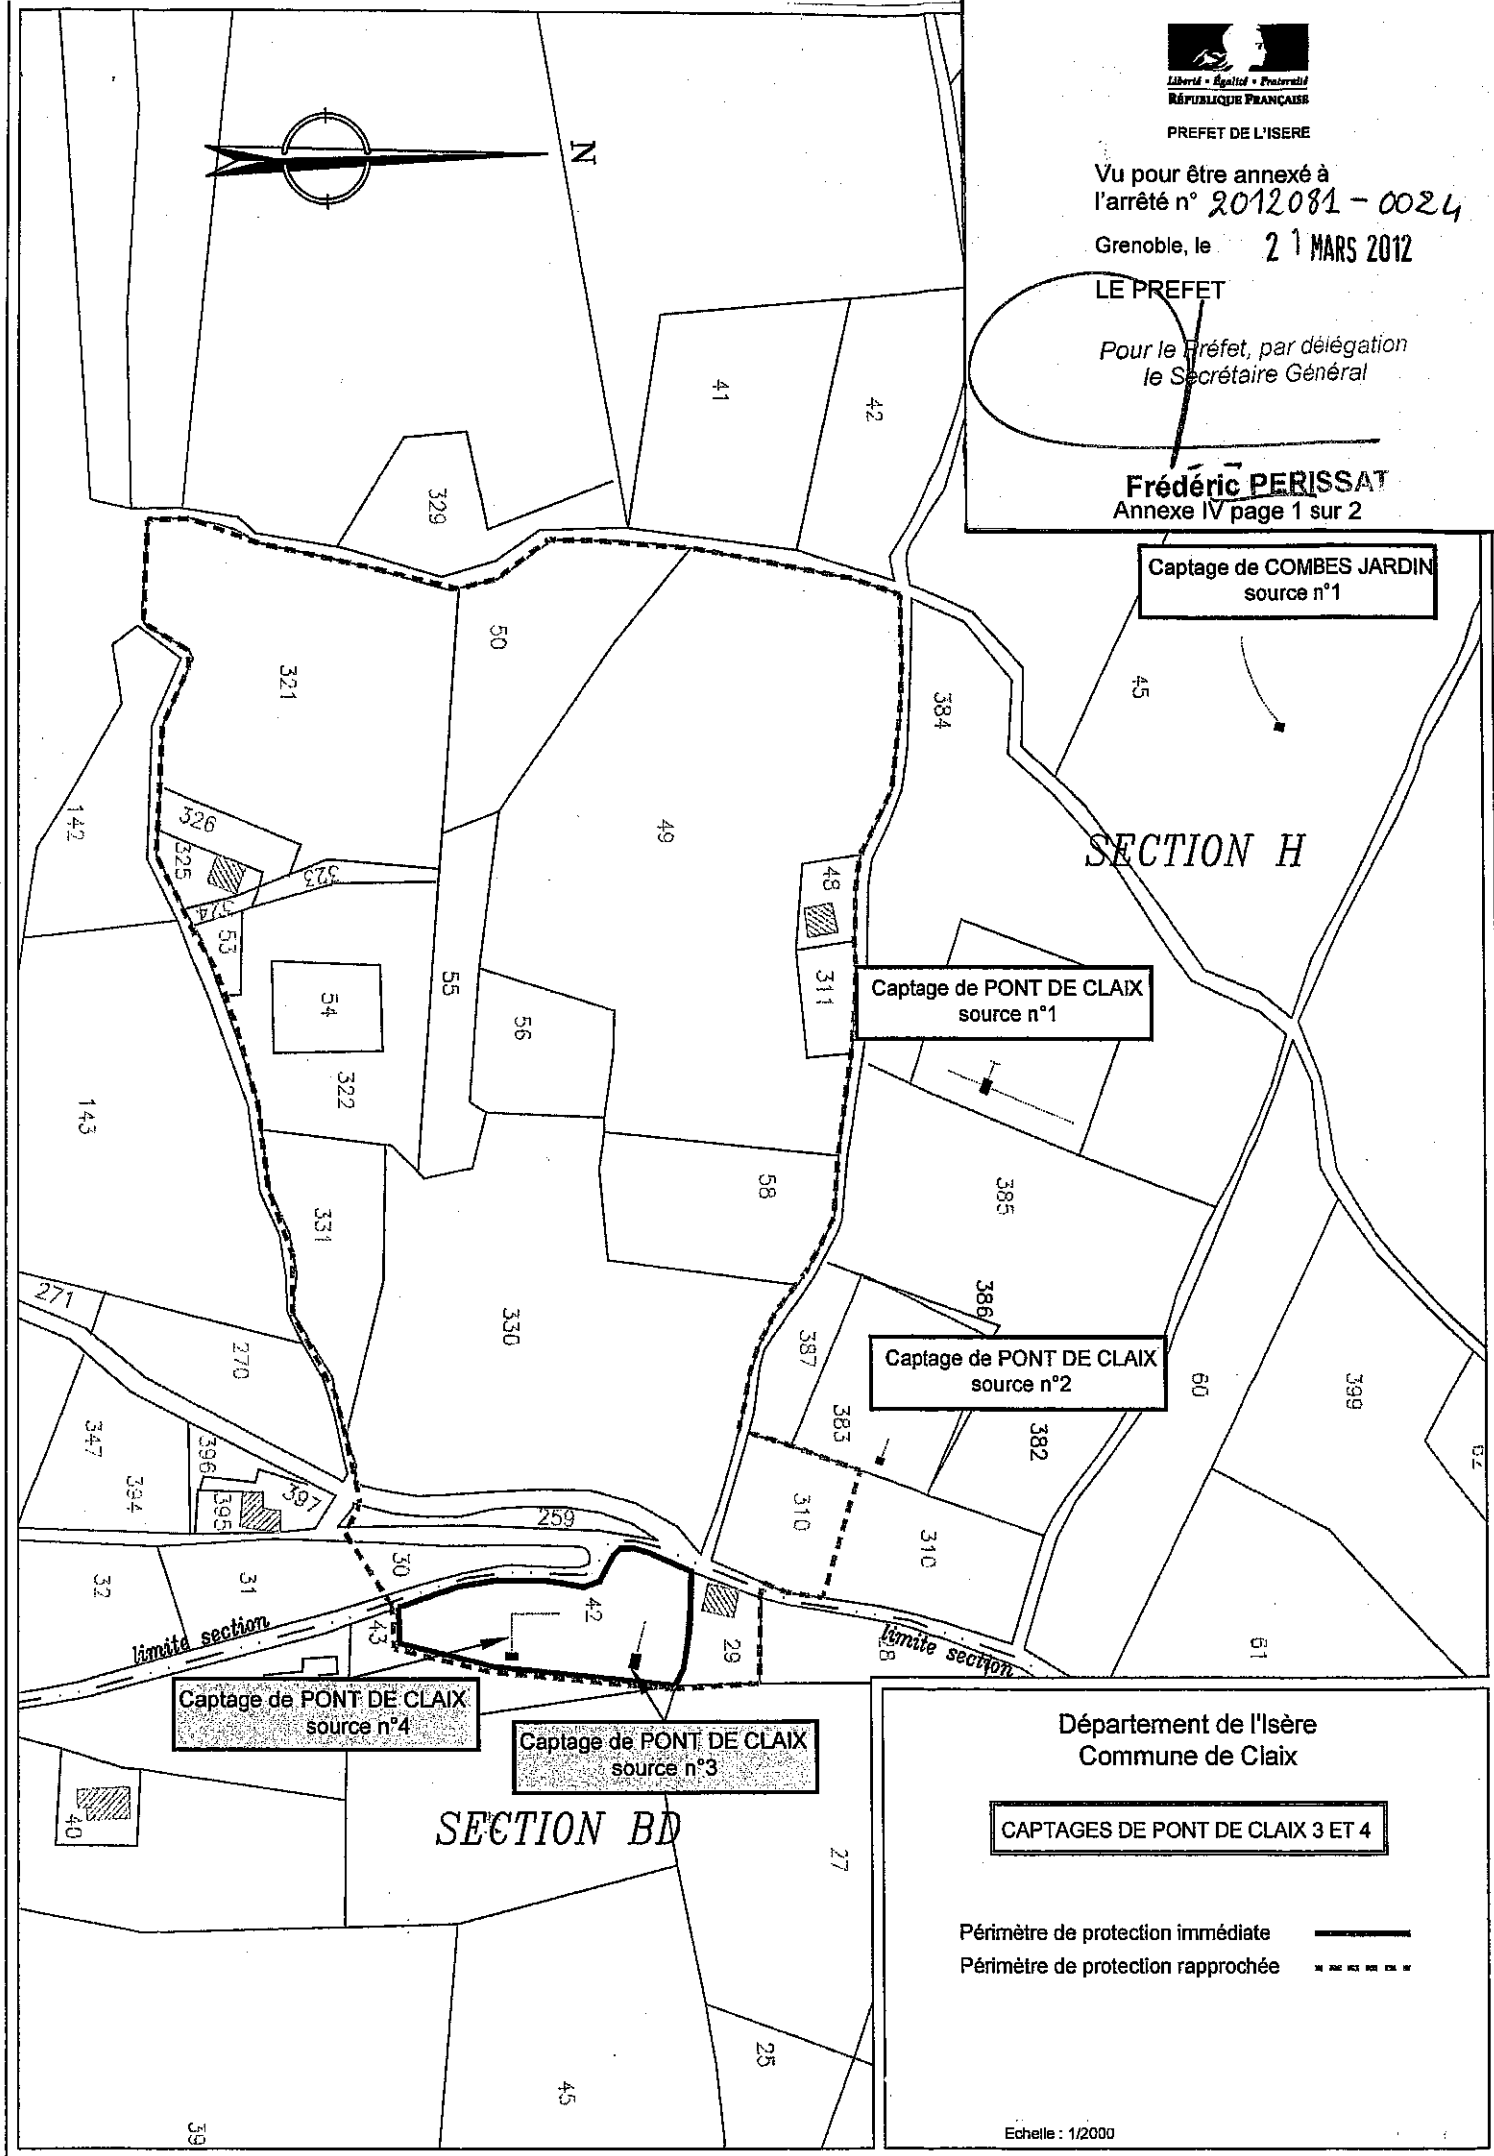 Liberté • Égalité • Fraternité
RÉPUBLIQUE FRANÇAISE
PREFET DE L'ISERE
Vu pour être annexé à
l'arrêté n° 2012081-0024
Grenoble, le 21 MARS 2012
LE PREFET
Pour le Préfet, par délégation
le Secrétaire Général
Frédéric PERISSAT
Annexe IV page 1 sur 2
N
41
42
329
Captage de COMBES JARDIN
source n°1
50
321
384
45
142
326
325
323
324
53
49
48
SECTION H
311
Captage de PONT DE CLAIX
source n°1
55
54
56
322
143
58
385
331
330
386
271
270
387
Captage de PONT DE CLAIX
source n°2
60
399
62
347
394
396
395
397
383
382
259
310
310
32
31
30
42
43
29
28
61
limite section
limite section
Captage de PONT DE CLAIX
source n°4
Captage de PONT DE CLAIX
source n°3
40
SECTION BD
27
25
45
39
Département de l'Isère
Commune de Claix
CAPTAGES DE PONT DE CLAIX 3 ET 4
Périmètre de protection immédiate
Périmètre de protection rapprochée
Echelle : 1/2000